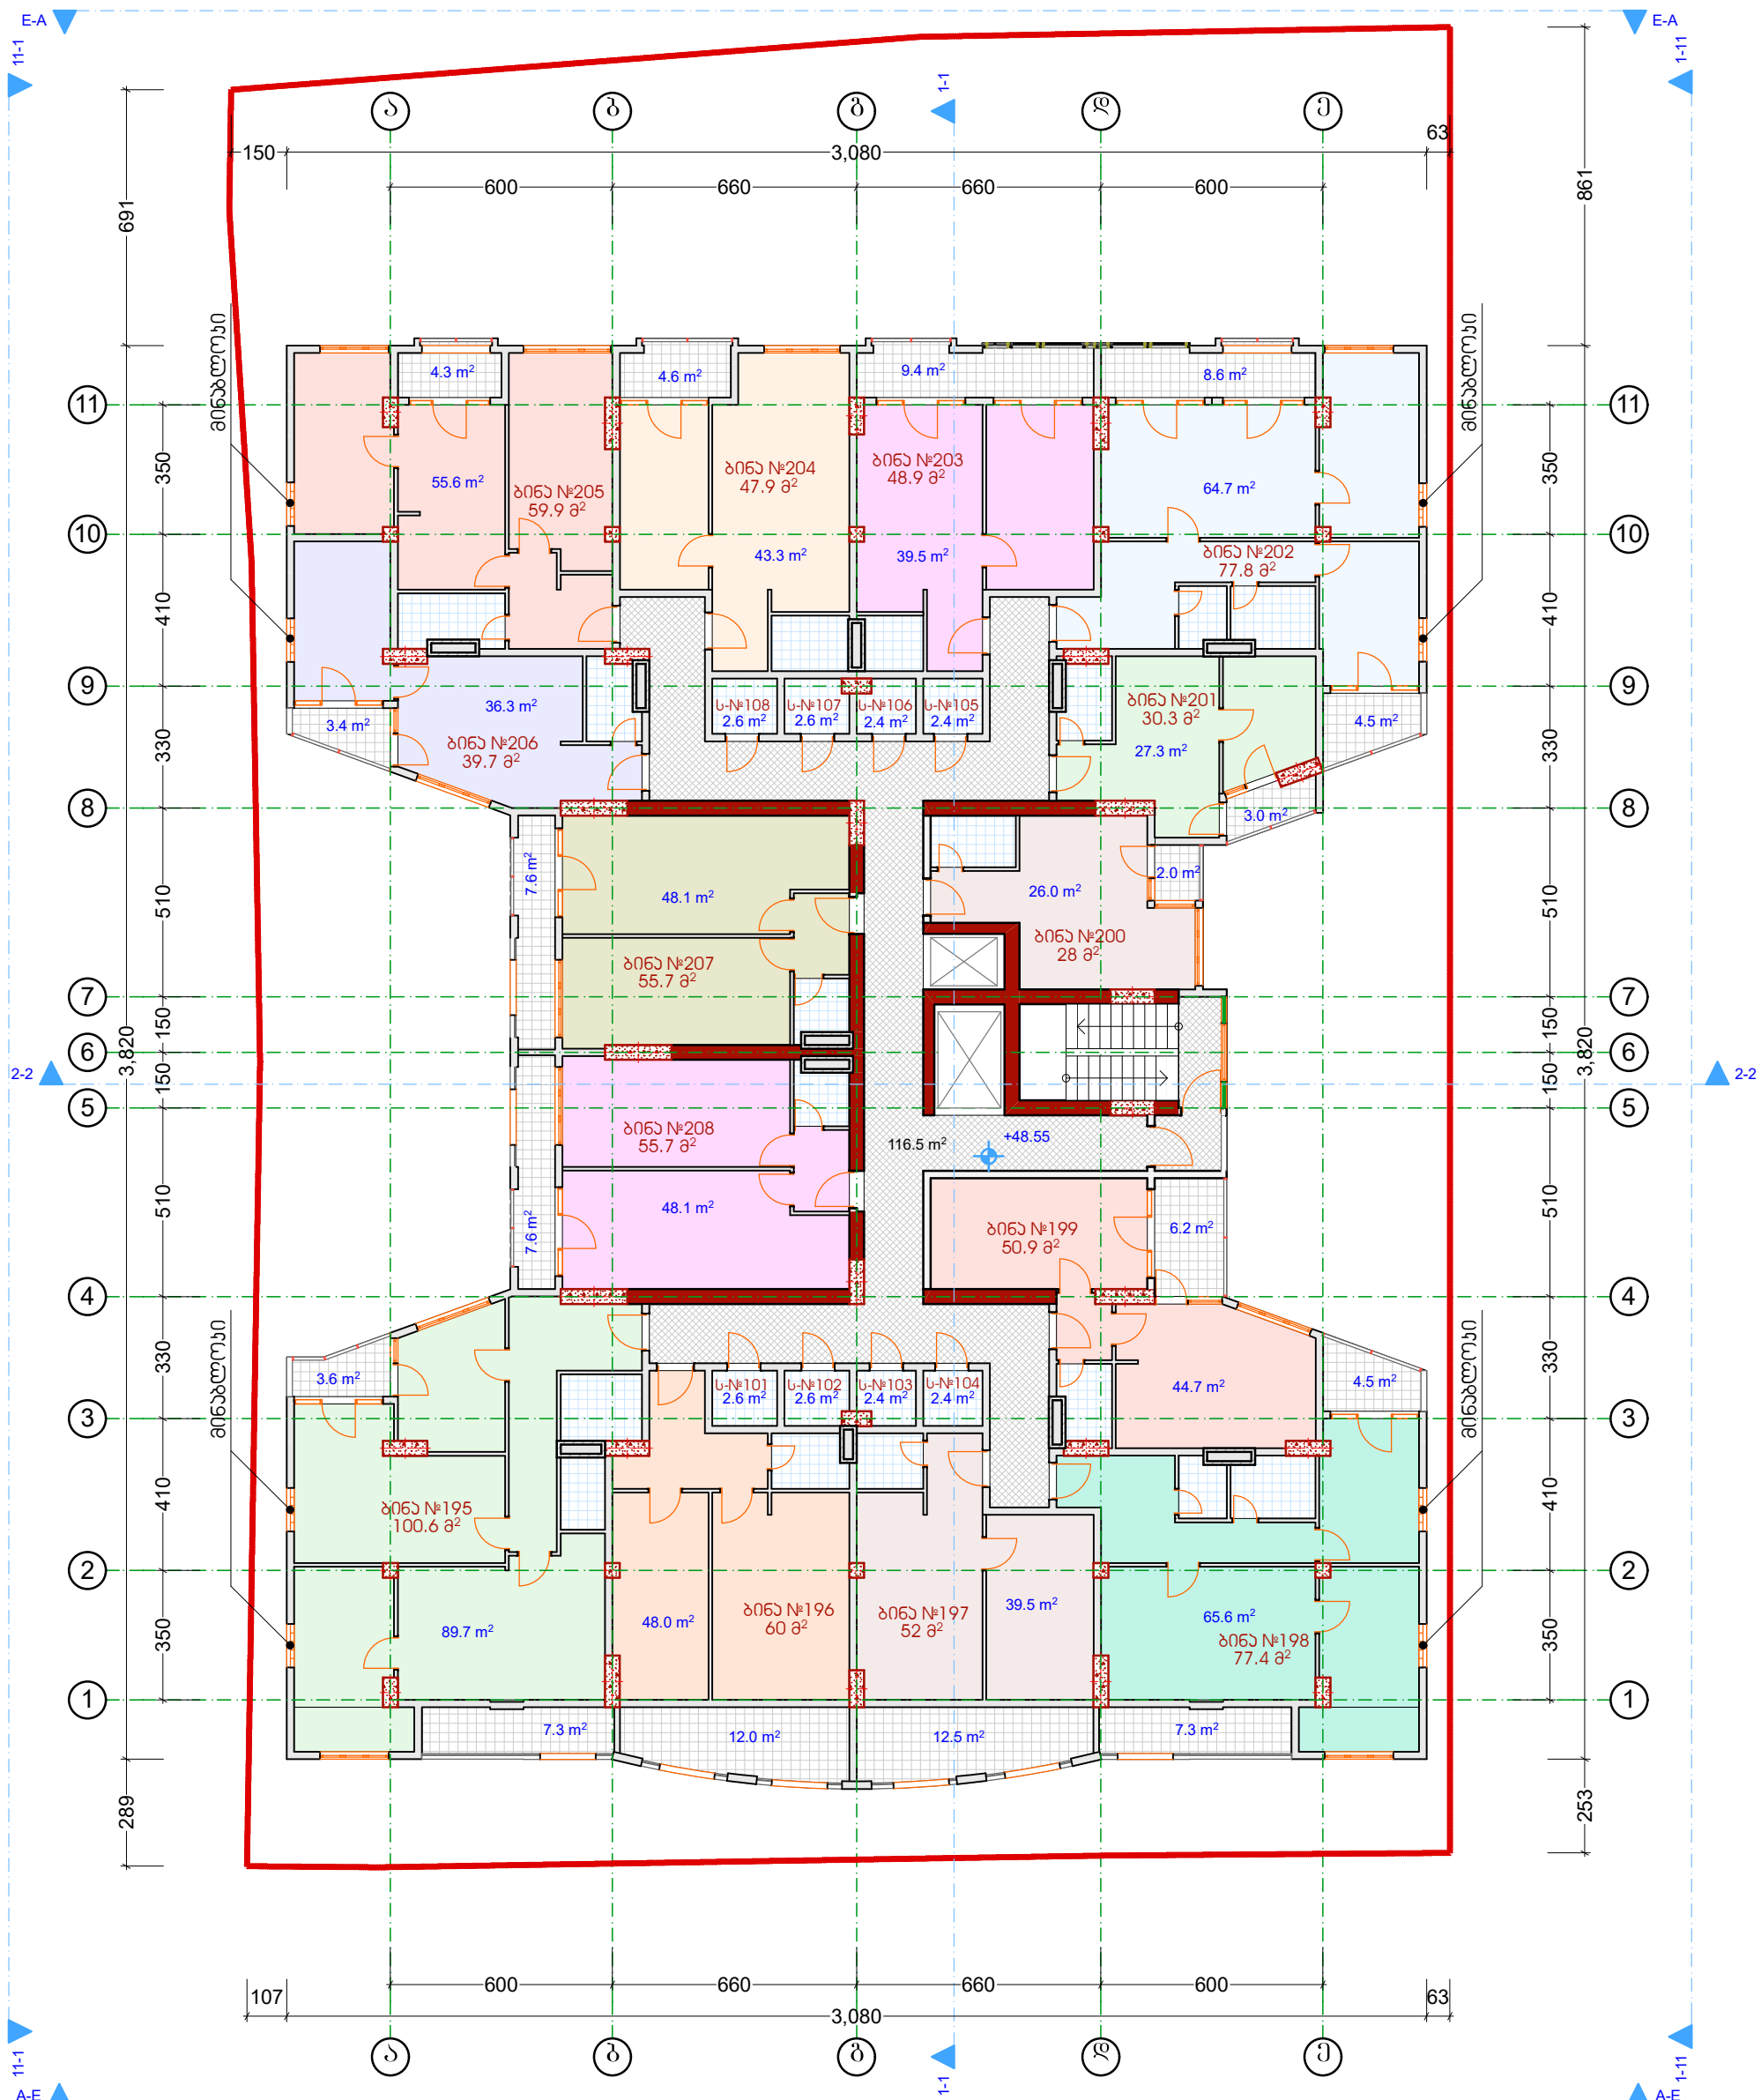 E-A
E-A
11-1
1-11
1-1
ა
ბ
გ
დ
ე
150
3,080
63
600
660
660
600
691
861
მინაბლოკი
მინაბლოკი
4.3 m²
4.6 m²
9.4 m²
8.6 m²
11
11
350
350
55.6 m²
ბინა №205
59.9 მ²
ბინა №204
47.9 მ²
43.3 m²
ბინა №203
48.9 მ²
39.5 m²
64.7 m²
10
10
ბინა №202
77.8 მ²
410
410
9
9
3.4 m²
36.3 m²
ბინა №206
39.7 მ²
ს-№108
2.6 m²
ს-№107
2.6 m²
ს-№106
2.4 m²
ს-№105
2.4 m²
ბინა №201
30.3 მ²
27.3 m²
4.5 m²
330
330
8
8
3.0 m²
7.6 m²
48.1 m²
26.0 m²
2.0 m²
510
510
ბინა №207
55.7 მ²
ბინა №200
28 მ²
7
7
150
150
6
6
3,820
3,820
2-2
2-2
150
150
5
5
ბინა №208
55.7 მ²
116.5 m²
+48.55
48.1 m²
7.6 m²
ბინა №199
50.9 მ²
6.2 m²
510
510
4
4
მინაბლოკი
მინაბლოკი
330
330
3.6 m²
ს-№101
2.6 m²
ს-№102
2.6 m²
ს-№103
2.4 m²
ს-№104
2.4 m²
44.7 m²
4.5 m²
3
3
410
410
ბინა №195
100.6 მ²
2
2
89.7 m²
48.0 m²
ბინა №196
60 მ²
ბინა №197
52 მ²
39.5 m²
65.6 m²
ბინა №198
77.4 მ²
350
350
1
1
7.3 m²
12.0 m²
12.5 m²
7.3 m²
289
253
600
660
660
600
107
3,080
63
ა
ბ
გ
დ
ე
11-1
1-1
1-11
A-E
A-E